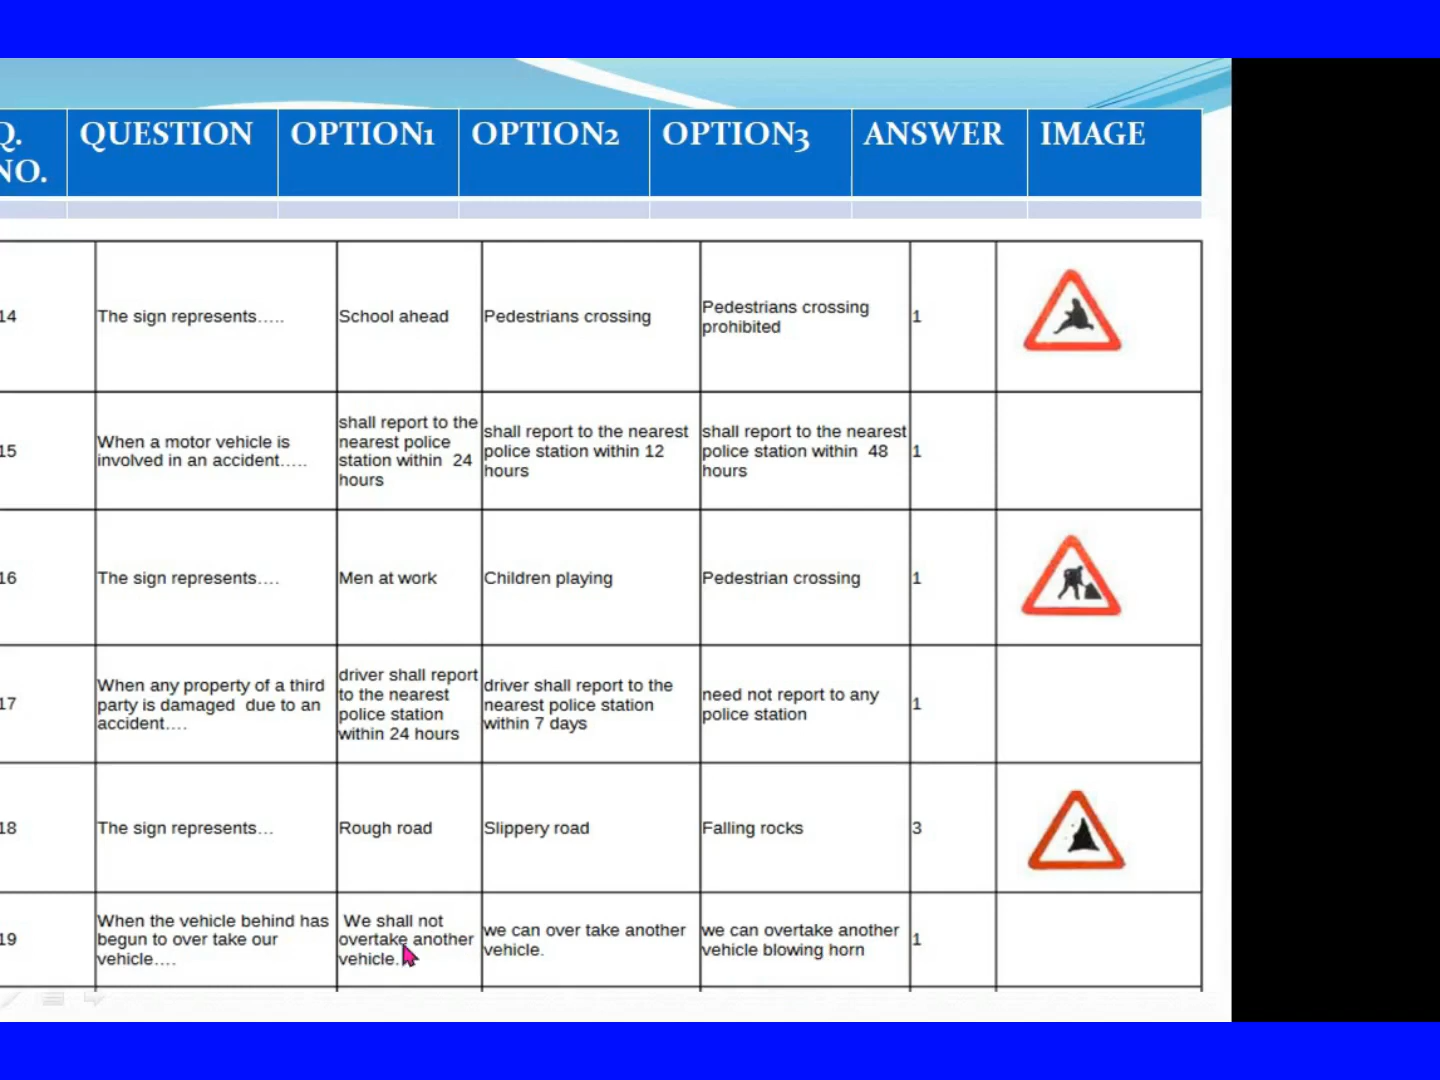 Q. NO. QUESTION OPTION1 OPTION2 OPTION3 ANSWER IMAGE
14 The sign represents….. School ahead Pedestrians crossing Pedestrians crossing prohibited 1
15 When a motor vehicle is involved in an accident….. shall report to the nearest police station within 24 hours shall report to the nearest police station within 12 hours shall report to the nearest police station within 48 hours 1
16 The sign represents…. Men at work Children playing Pedestrian crossing 1
17 When any property of a third party is damaged due to an accident…. driver shall report to the nearest police station within 24 hours driver shall report to the nearest police station within 7 days need not report to any police station 1
18 The sign represents… Rough road Slippery road Falling rocks 3
19 When the vehicle behind has begun to over take our vehicle…. We shall not overtake another vehicle. we can over take another vehicle. we can overtake another vehicle blowing horn 1